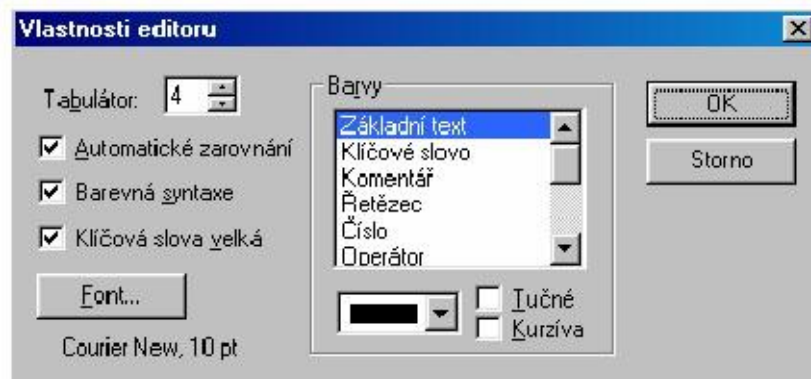 Vlastnosti editoru
Tabulátor: 4
Automatické zarovnání
Barevná syntaxe
Klíčová slova velká
Font...
Courier New, 10 pt
Barvy
Základní text
Klíčové slovo
Komentář
Řetězec
Číslo
Operátor
Tučné
Kurzíva
OK
Storno